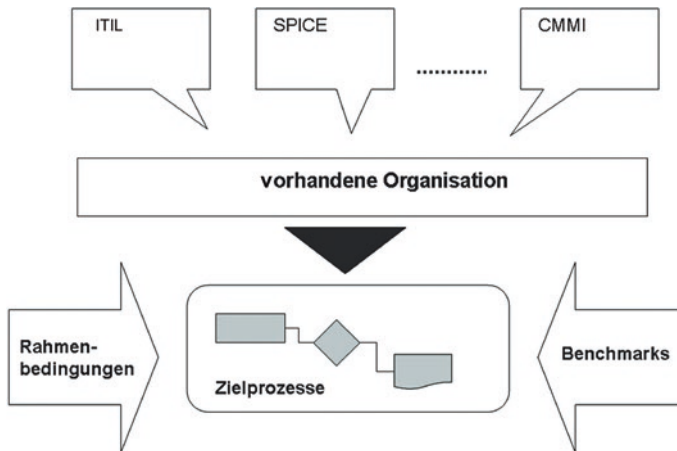 ITIL
SPICE
CMMI
vorhandene Organisation
Rahmen-
bedingungen
Zielprozesse
Benchmarks